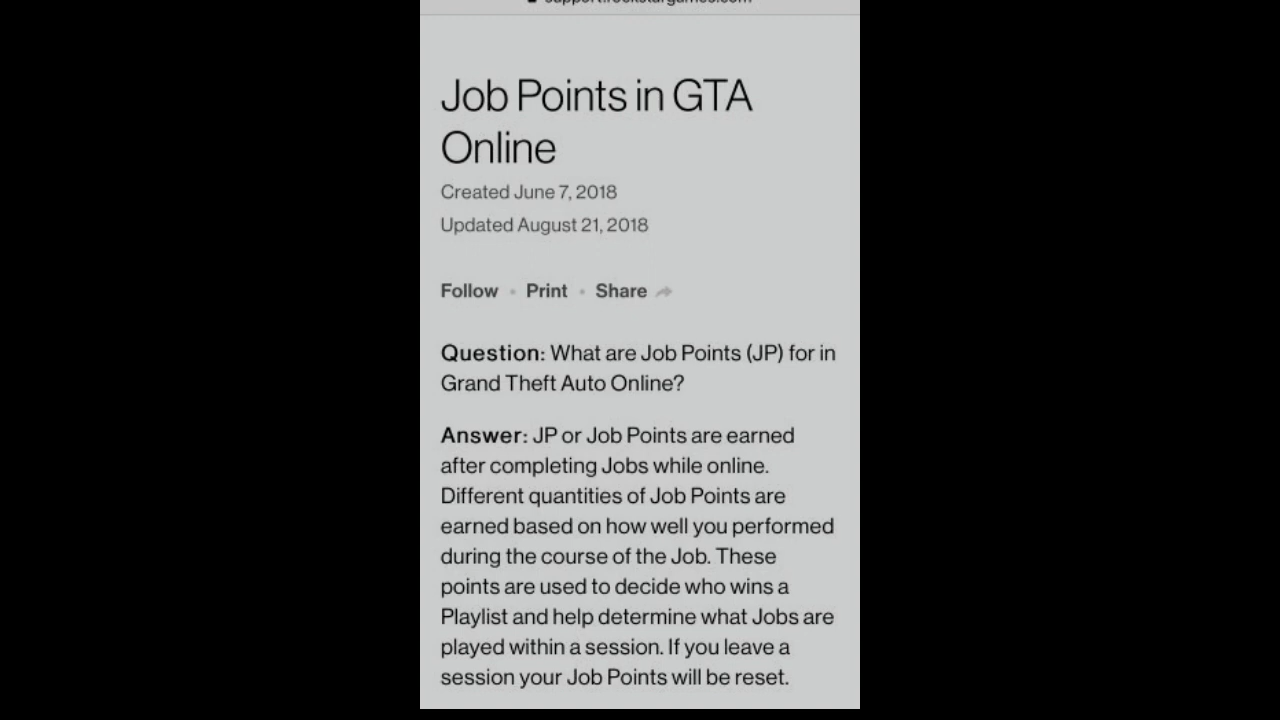 support.rockstargames.com
Job Points in GTA
Online
Created June 7, 2018
Updated August 21, 2018
Follow • Print • Share
Question: What are Job Points (JP) for in
Grand Theft Auto Online?
Answer: JP or Job Points are earned
after completing Jobs while online.
Different quantities of Job Points are
earned based on how well you performed
during the course of the Job. These
points are used to decide who wins a
Playlist and help determine what Jobs are
played within a session. If you leave a
session your Job Points will be reset.